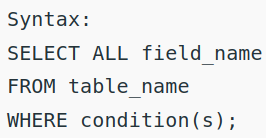 Syntax:
SELECT ALL field_name
FROM table_name
WHERE condition(s);